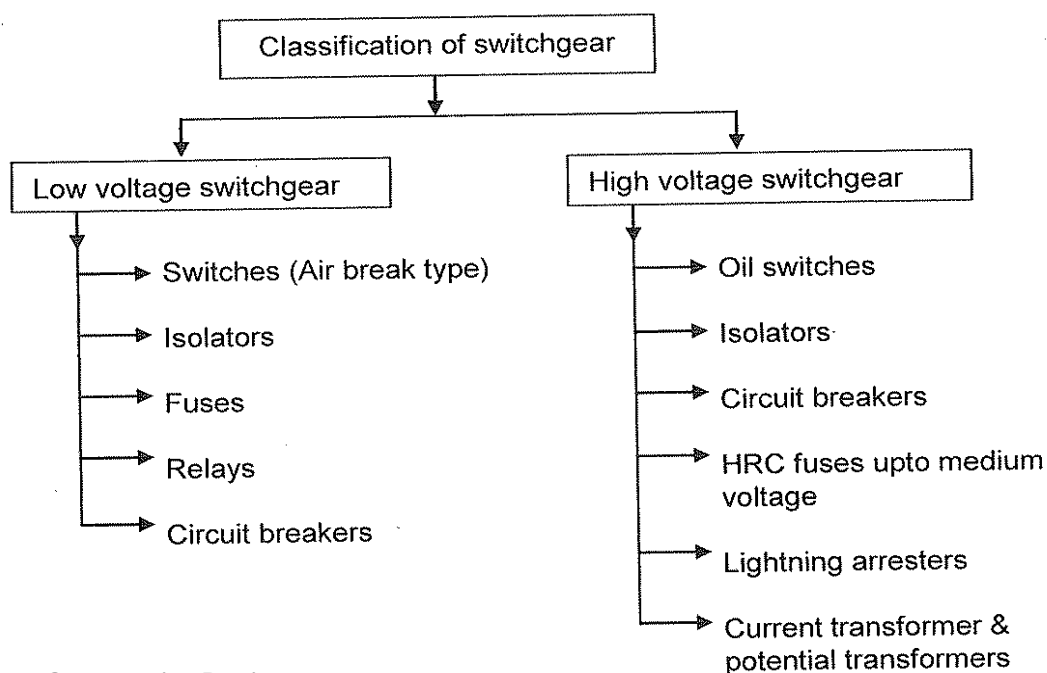 Classification of switchgear
Low voltage switchgear
High voltage switchgear
Switches (Air break type)
Isolators
Fuses
Relays
Circuit breakers
Oil switches
Isolators
Circuit breakers
HRC fuses upto medium
voltage
Lightning arresters
Current transformer &
potential transformers